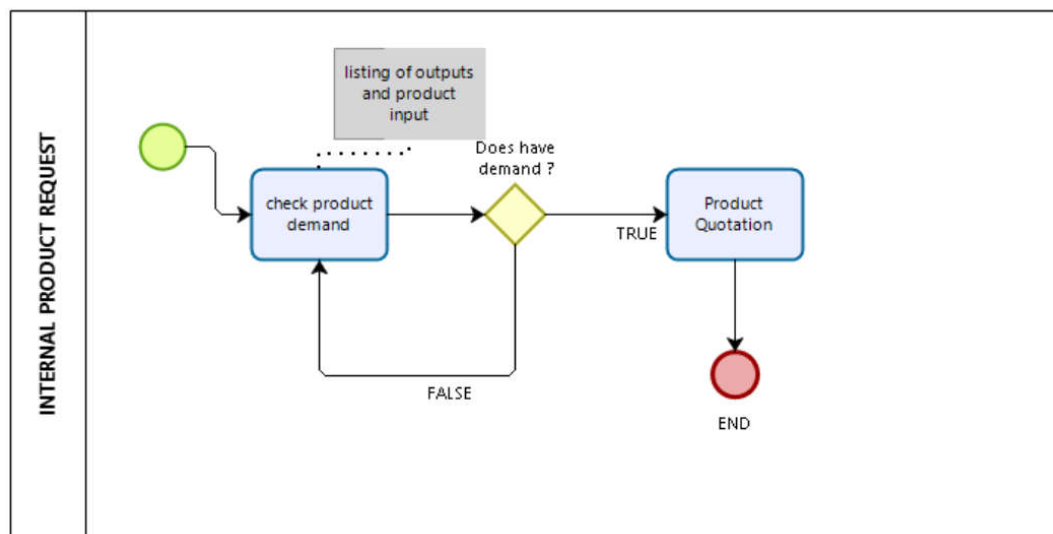 INTERNAL PRODUCT REQUEST
listing of outputs
and product
input
check product
demand
Does have
demand ?
TRUE
FALSE
Product
Quotation
END